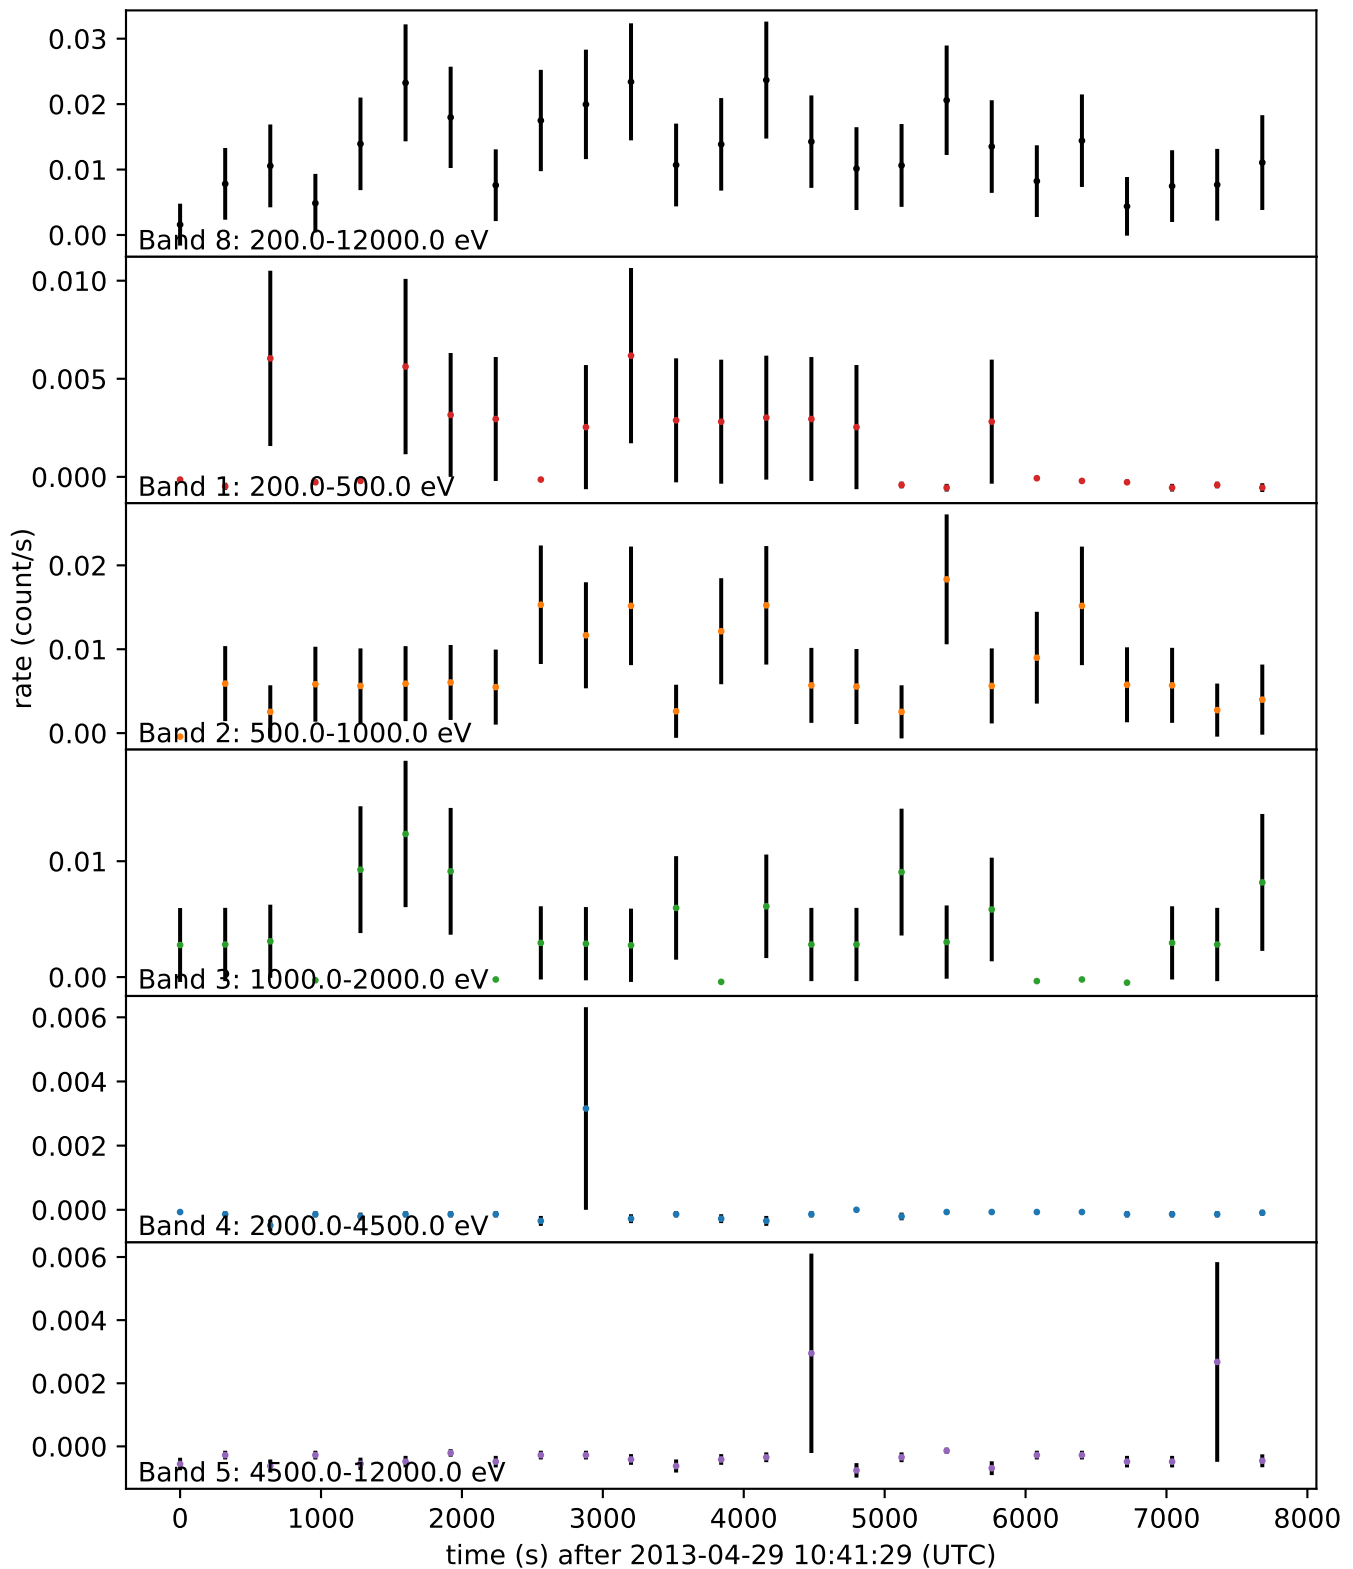 0.03
0.02
0.01
0.00
Band 8: 200.0-12000.0 eV
0.010
0.005
0.000
Band 1: 200.0-500.0 eV
rate (count/s)
0.02
0.01
0.00
Band 2: 500.0-1000.0 eV
0.01
0.00
Band 3: 1000.0-2000.0 eV
0.006
0.004
0.002
0.000
Band 4: 2000.0-4500.0 eV
0.006
0.004
0.002
0.000
Band 5: 4500.0-12000.0 eV
0 1000 2000 3000 4000 5000 6000 7000 8000
time (s) after 2013-04-29 10:41:29 (UTC)